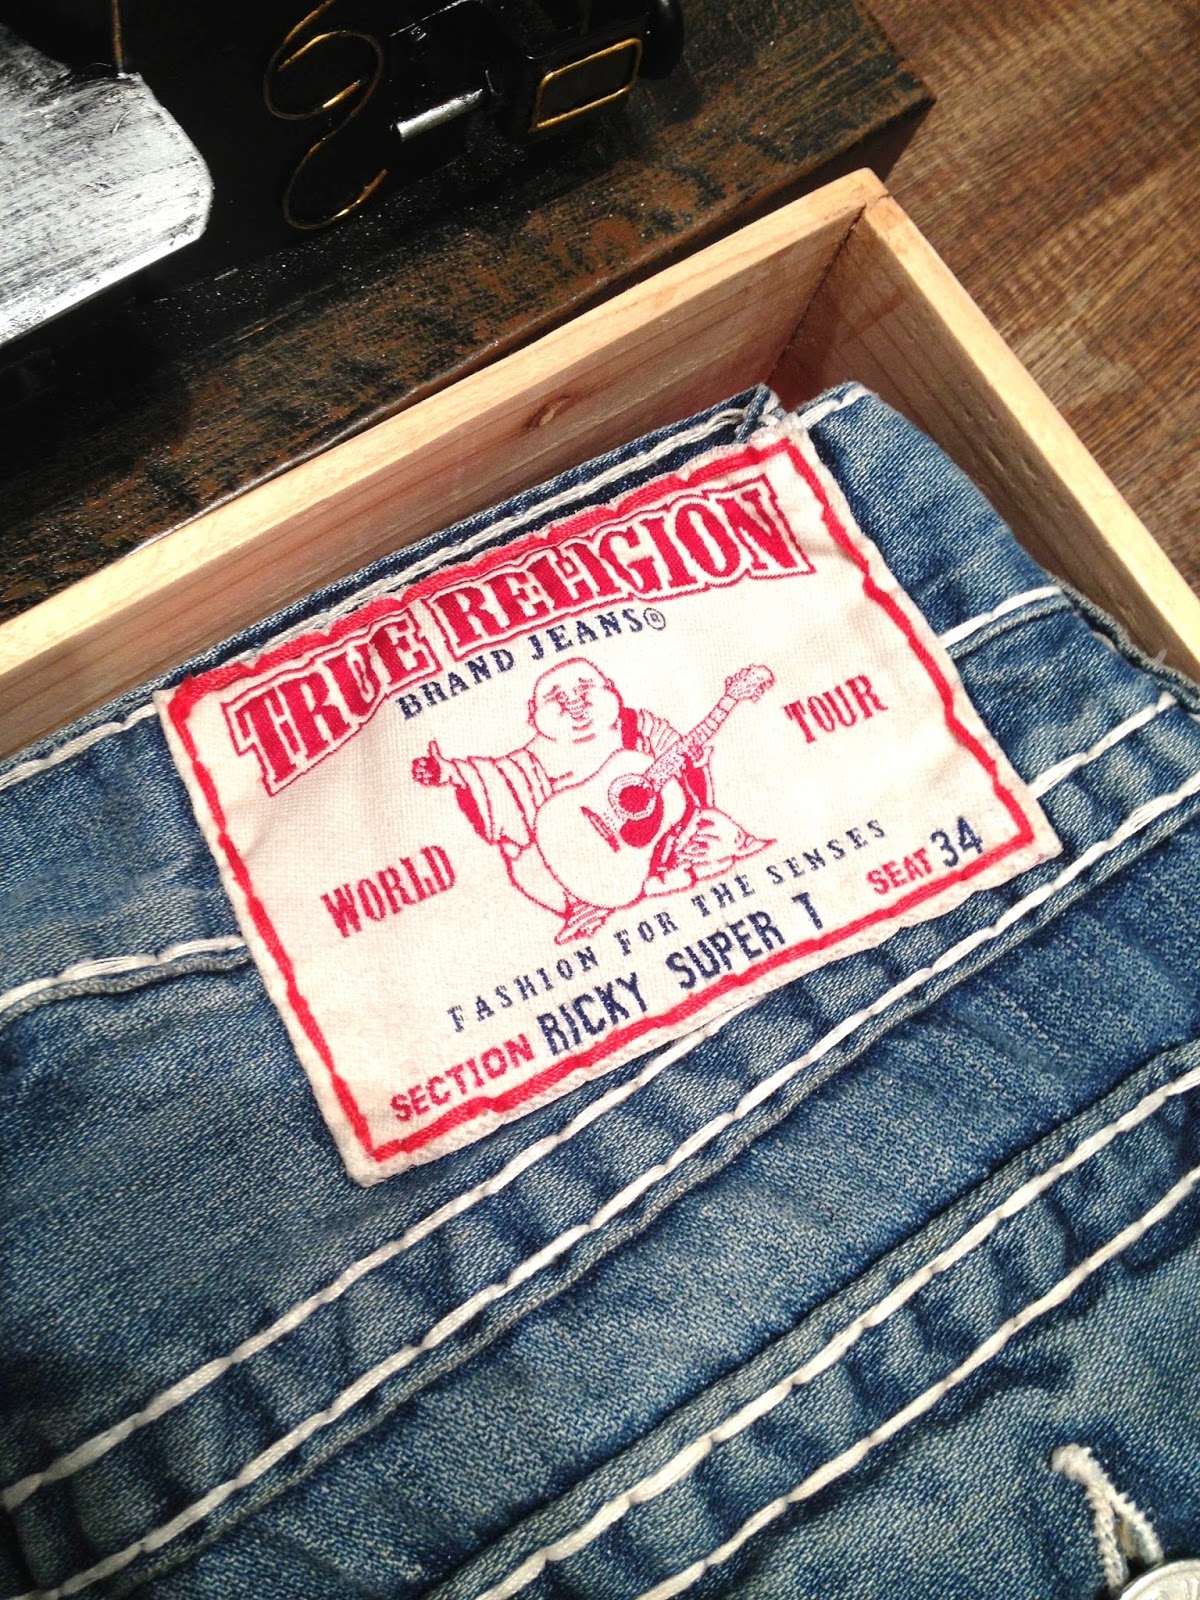 TRUE RELIGION
BRAND JEANS®
WORLD TOUR
FASHION FOR THE SENSES
SECTION RICKY SUPER T SEAT 34